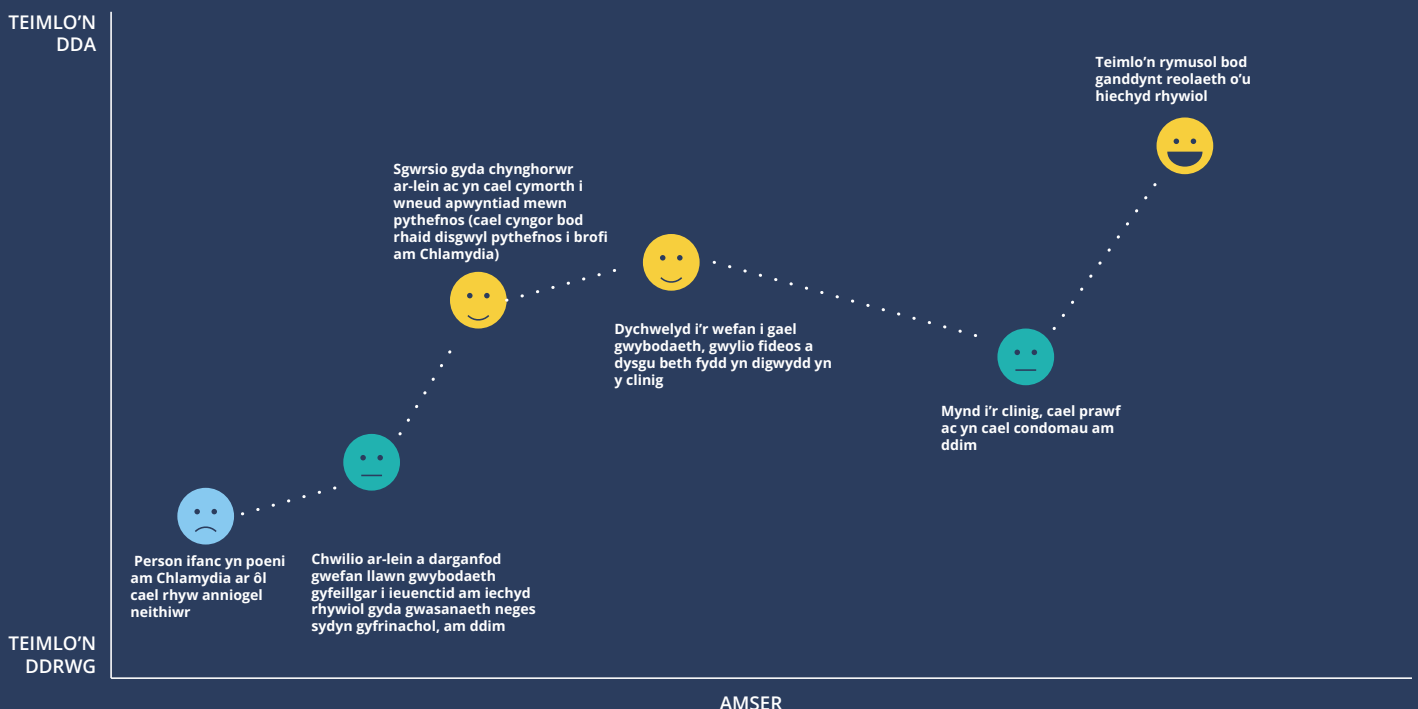 TEIMLO'N
DDA
Teimlo'n rymusol bod
ganddynt reolaeth o'u
hiechyd rhywiol
Sgwrsio gyda chynghorwr
ar-lein ac yn cael cymorth i
wneud apwyntiad mewn
pythefnos (cael cyngor bod
rhaid disgwyl pythefnos i brofi
am Chlamydia)
Dychwelyd i'r wefan i gael
gwybodaeth, gwylio fideos a
dysgu beth fydd yn digwydd yn
y clinig
Mynd i'r clinig, cael prawf
ac yn cael condomau am
ddim
Person ifanc yn poeni
am Chlamydia ar ôl
cael rhyw anniogel
neithiwr
Chwilio ar-lein a darganfod
gwefan llawn gwybodaeth
gyfeillgar i ieuenctid am iechyd
rhywiol gyda gwasanaeth neges
sydyn gyfrinachol, am ddim
TEIMLO'N
DDRWG
AMSER